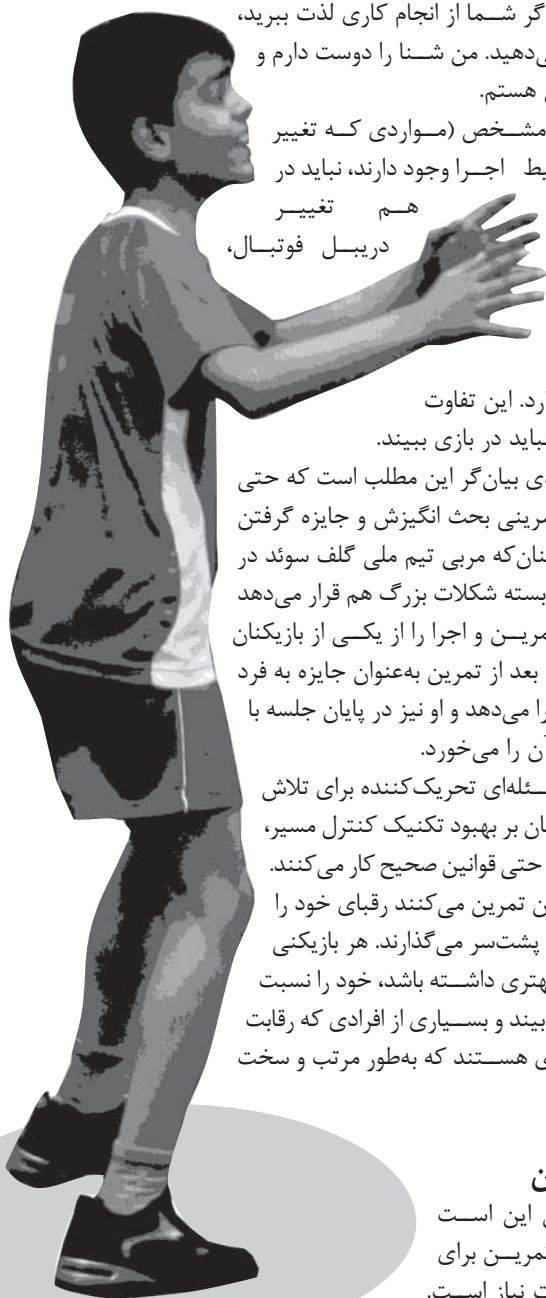 گر شما از انجام کاری لذت ببرید،
ی‌دهید. من شنا را دوست دارم و
هستم.
مشخص (مواردی که تغییر
یط اجرا وجود دارند، نباید در
هم تغییر
دریبل فوتبال،
ارد. این تفاوت
باید در بازی ببیند.
ی بیان‌گر این مطلب است که حتی
مرینی بحث انگیزش و جایزه گرفتن
نان‌که مربی تیم ملی گلف سوئد در
بسته شکلات بزرگ هم قرار می‌دهد
مرین و اجرا را از یکی از بازیکنان
بعد از تمرین به‌عنوان جایزه به فرد
را می‌دهد و او نیز در پایان جلسه با
آن را می‌خورد.
ئله‌ای تحریک‌کننده برای تلاش
ان بر بهبود تکنیک کنترل مسیر،
حتی قوانین صحیح کار می‌کنند.
ن تمرین می‌کنند رقبای خود را
پشت‌سر می‌گذارند. هر بازیکنی
هتری داشته باشد، خود را نسبت
بیند و بسیاری از افرادی که رقابت
ی هستند که به‌طور مرتب و سخت
ن
این است
تمرین برای
ت نیاز است.